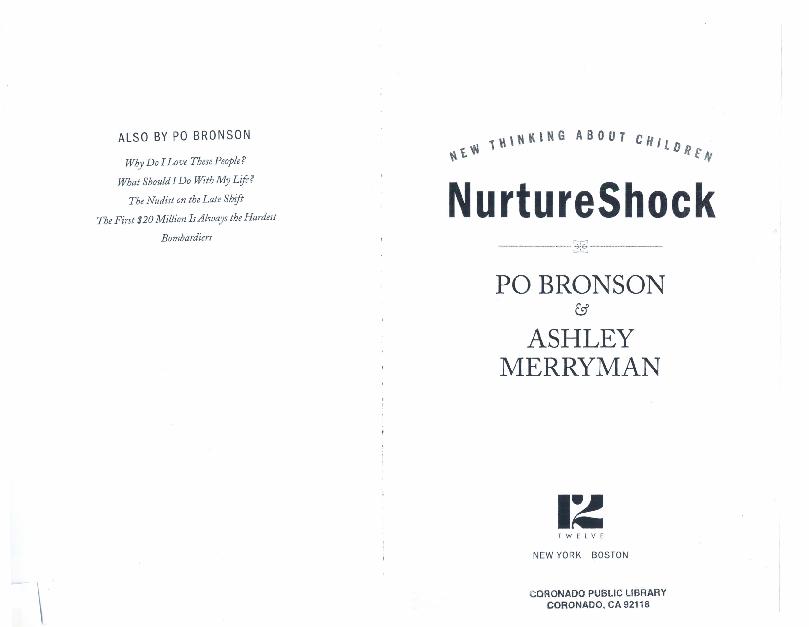 ALSO BY PO BRONSON
Why Do I Love These People?
What Should I Do With My Life?
The Nudist on the Late Shift
The First $20 Million Is Always the Hardest
Bombardiers
NEW THINKING ABOUT CHILDREN
NurtureShock
PO BRONSON
&
ASHLEY
MERRYMAN
12
TWELVE
NEW YORK BOSTON
CORONADO PUBLIC LIBRARY
CORONADO, CA 92118